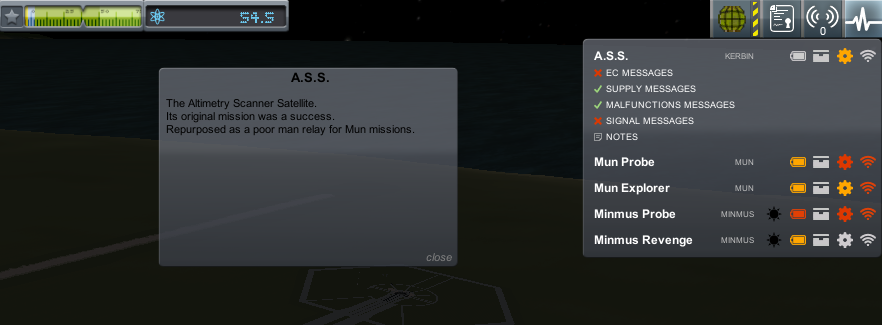 54.5
0
A.S.S.
The Altimetry Scanner Satellite.
Its original mission was a success.
Repurposed as a poor man relay for Mun missions.
close
A.S.S. KERBIN
EC MESSAGES
SUPPLY MESSAGES
MALFUNCTIONS MESSAGES
SIGNAL MESSAGES
NOTES
Mun Probe MUN
Mun Explorer MUN
Minmus Probe MINMUS
Minmus Revenge MINMUS